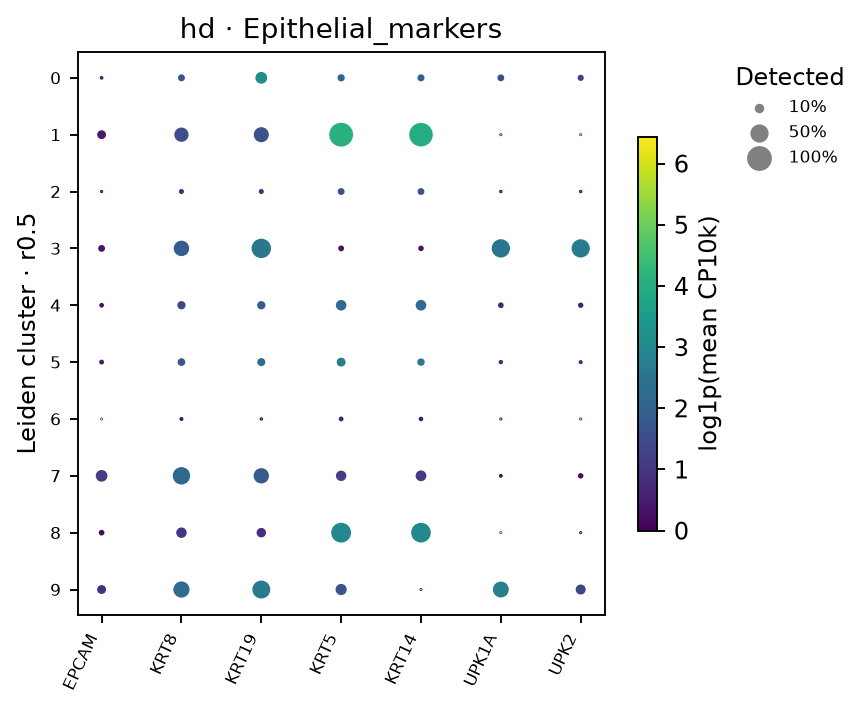 hd · Epithelial_markers
Leiden cluster · r0.5
0
1
2
3
4
5
6
7
8
9
EPCAM
KRT8
KRT19
KRT5
KRT14
UPK1A
UPK2
Detected
10%
50%
100%
6
5
4
3
2
1
0
log1p(mean CP10k)